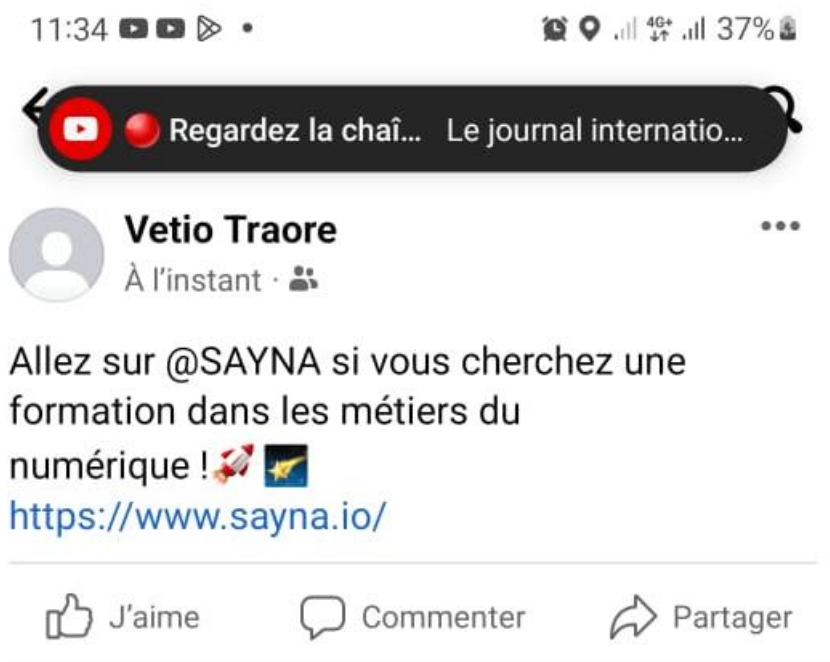 11:34 4G+ 37%
Regardez la chaî... Le journal internatio...
Vetio Traore
À l'instant ·
Allez sur @SAYNA si vous cherchez une
formation dans les métiers du
numérique !🚀 🌠
https://www.sayna.io/
J'aime Commenter Partager